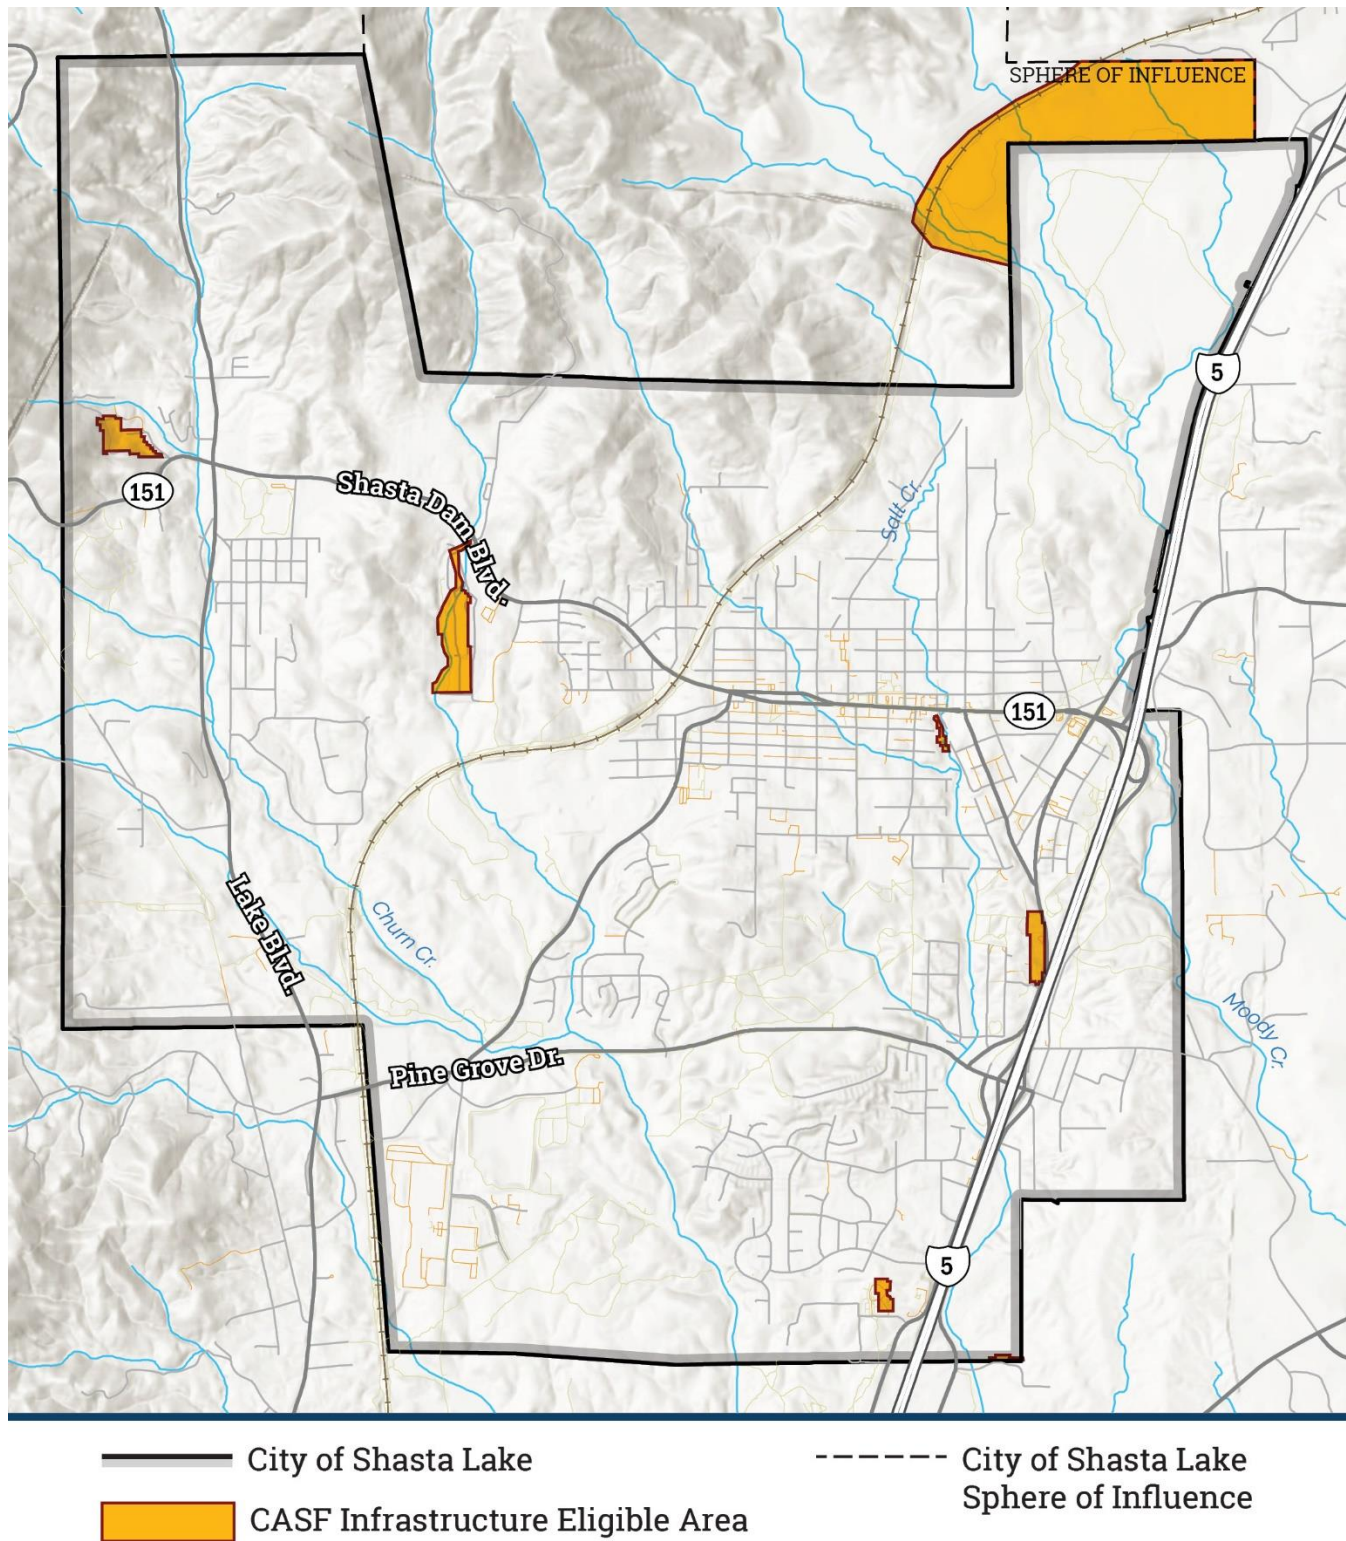 SPHERE OF INFLUENCE
5
Shasta Dam Blvd.
151
Salt Cr.
151
Lake Blvd.
Churn Cr.
Moody Cr.
Pine Grove Dr.
5
City of Shasta Lake
City of Shasta Lake
Sphere of Influence
CASF Infrastructure Eligible Area